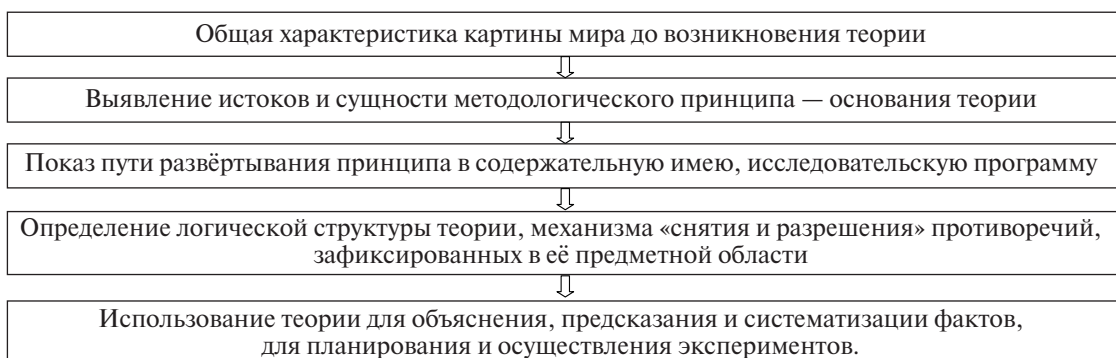 Общая характеристика картины мира до возникновения теории
Выявление истоков и сущности методологического принципа — основания теории
Показ пути развёртывания принципа в содержательную имею, исследовательскую программу
Определение логической структуры теории, механизма «снятия и разрешения» противоречий,
зафиксированных в её предметной области
Использование теории для объяснения, предсказания и систематизации фактов,
для планирования и осуществления экспериментов.